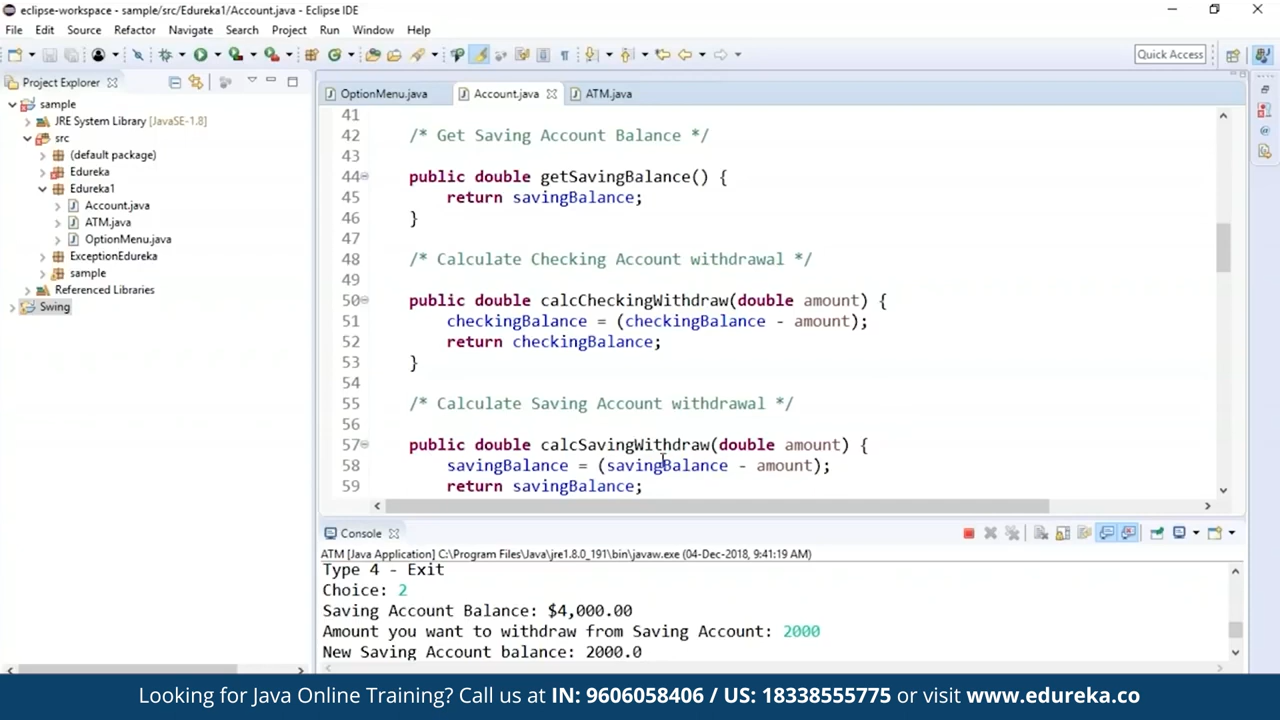 eclipse-workspace - sample/src/Edureka1/Account.java - Eclipse IDE
File Edit Source Refactor Navigate Search Project Run Window Help
Quick Access
Project Explorer
OptionMenu.java Account.java ATM.java
sample
JRE System Library [JavaSE-1.8]
src
(default package)
Edureka
Edureka1
Account.java
ATM.java
OptionMenu.java
ExceptionEdureka
sample
Referenced Libraries
Swing
41
42 /* Get Saving Account Balance */
43
44 public double getSavingBalance() {
45 return savingBalance;
46 }
47
48 /* Calculate Checking Account withdrawal */
49
50 public double calcCheckingWithdraw(double amount) {
51 checkingBalance = (checkingBalance - amount);
52 return checkingBalance;
53 }
54
55 /* Calculate Saving Account withdrawal */
56
57 public double calcSavingWithdraw(double amount) {
58 savingBalance = (savingBalance - amount);
59 return savingBalance;
Console
ATM [Java Application] C:\Program Files\Java\jre1.8.0_191\bin\javaw.exe (04-Dec-2018, 9:41:19 AM)
Type 4 - Exit
Choice: 2
Saving Account Balance: $4,000.00
Amount you want to withdraw from Saving Account: 2000
New Saving Account balance: 2000.0
Looking for Java Online Training? Call us at IN: 9606058406 / US: 18338555775 or visit www.edureka.co